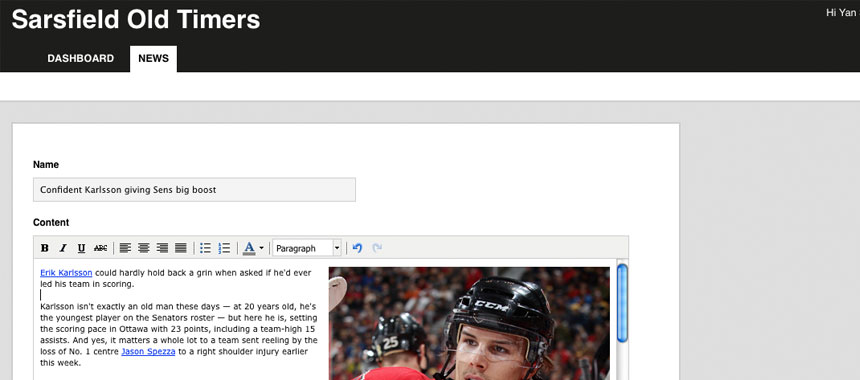 Sarsfield Old Timers
Hi Yan
DASHBOARD NEWS
Name
Confident Karlsson giving Sens big boost
Content
B I U ABC A Paragraph
Erik Karlsson could hardly hold back a grin when asked if he'd ever
led his team in scoring.
Karlsson isn't exactly an old man these days — at 20 years old, he's
the youngest player on the Senators roster — but here he is, setting
the scoring pace in Ottawa with 23 points, including a team-high 15
assists. And yes, it matters a whole lot to a team sent reeling by the
loss of No. 1 centre Jason Spezza to a right shoulder injury earlier
this week.
25
CCM